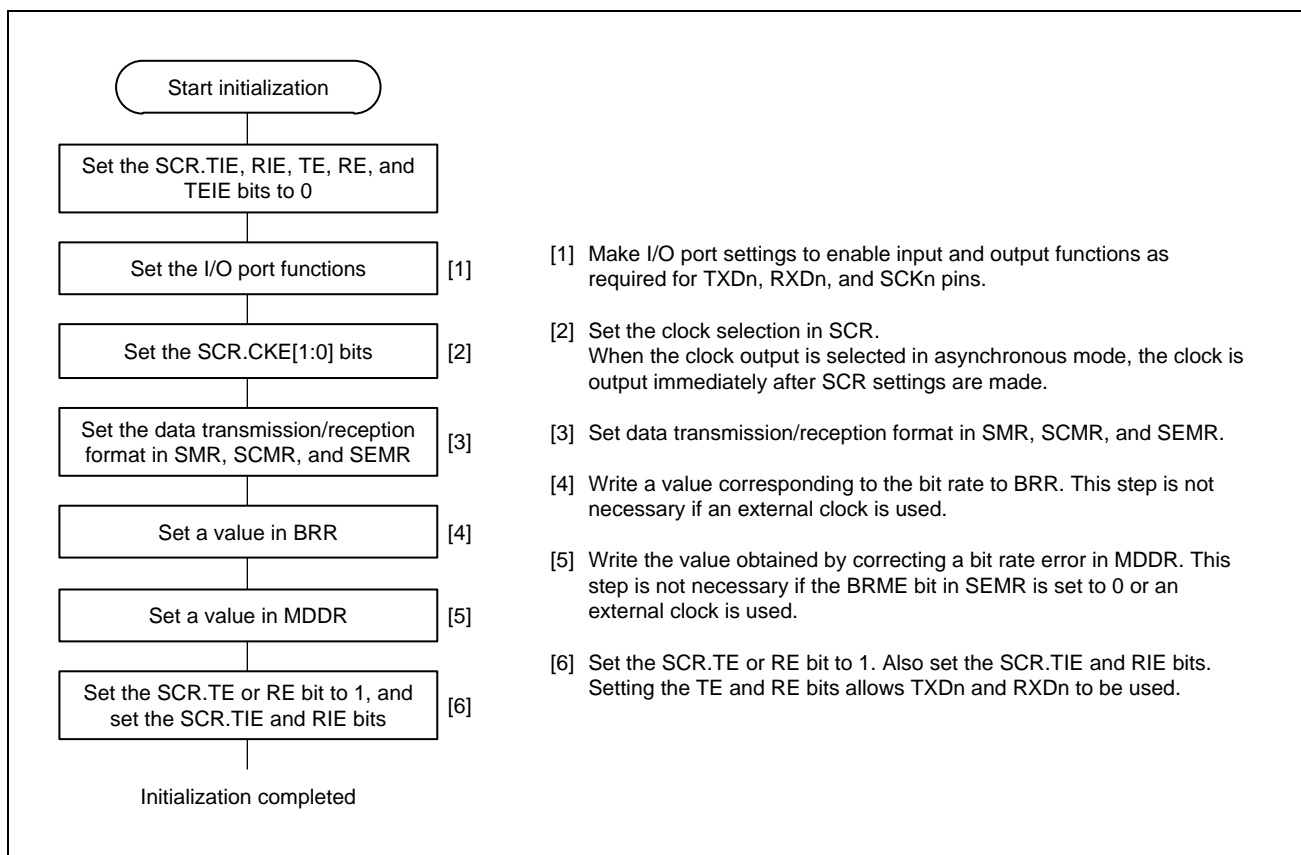 Start initialization
Set the SCR.TIE, RIE, TE, RE, and
TEIE bits to 0
Set the I/O port functions
[1]
Set the SCR.CKE[1:0] bits
[2]
Set the data transmission/reception
format in SMR, SCMR, and SEMR
[3]
Set a value in BRR
[4]
Set a value in MDDR
[5]
Set the SCR.TE or RE bit to 1, and
set the SCR.TIE and RIE bits
[6]
Initialization completed
[1] Make I/O port settings to enable input and output functions as
required for TXDn, RXDn, and SCKn pins.
[2] Set the clock selection in SCR.
When the clock output is selected in asynchronous mode, the clock is
output immediately after SCR settings are made.
[3] Set data transmission/reception format in SMR, SCMR, and SEMR.
[4] Write a value corresponding to the bit rate to BRR. This step is not
necessary if an external clock is used.
[5] Write the value obtained by correcting a bit rate error in MDDR. This
step is not necessary if the BRME bit in SEMR is set to 0 or an
external clock is used.
[6] Set the SCR.TE or RE bit to 1. Also set the SCR.TIE and RIE bits.
Setting the TE and RE bits allows TXDn and RXDn to be used.